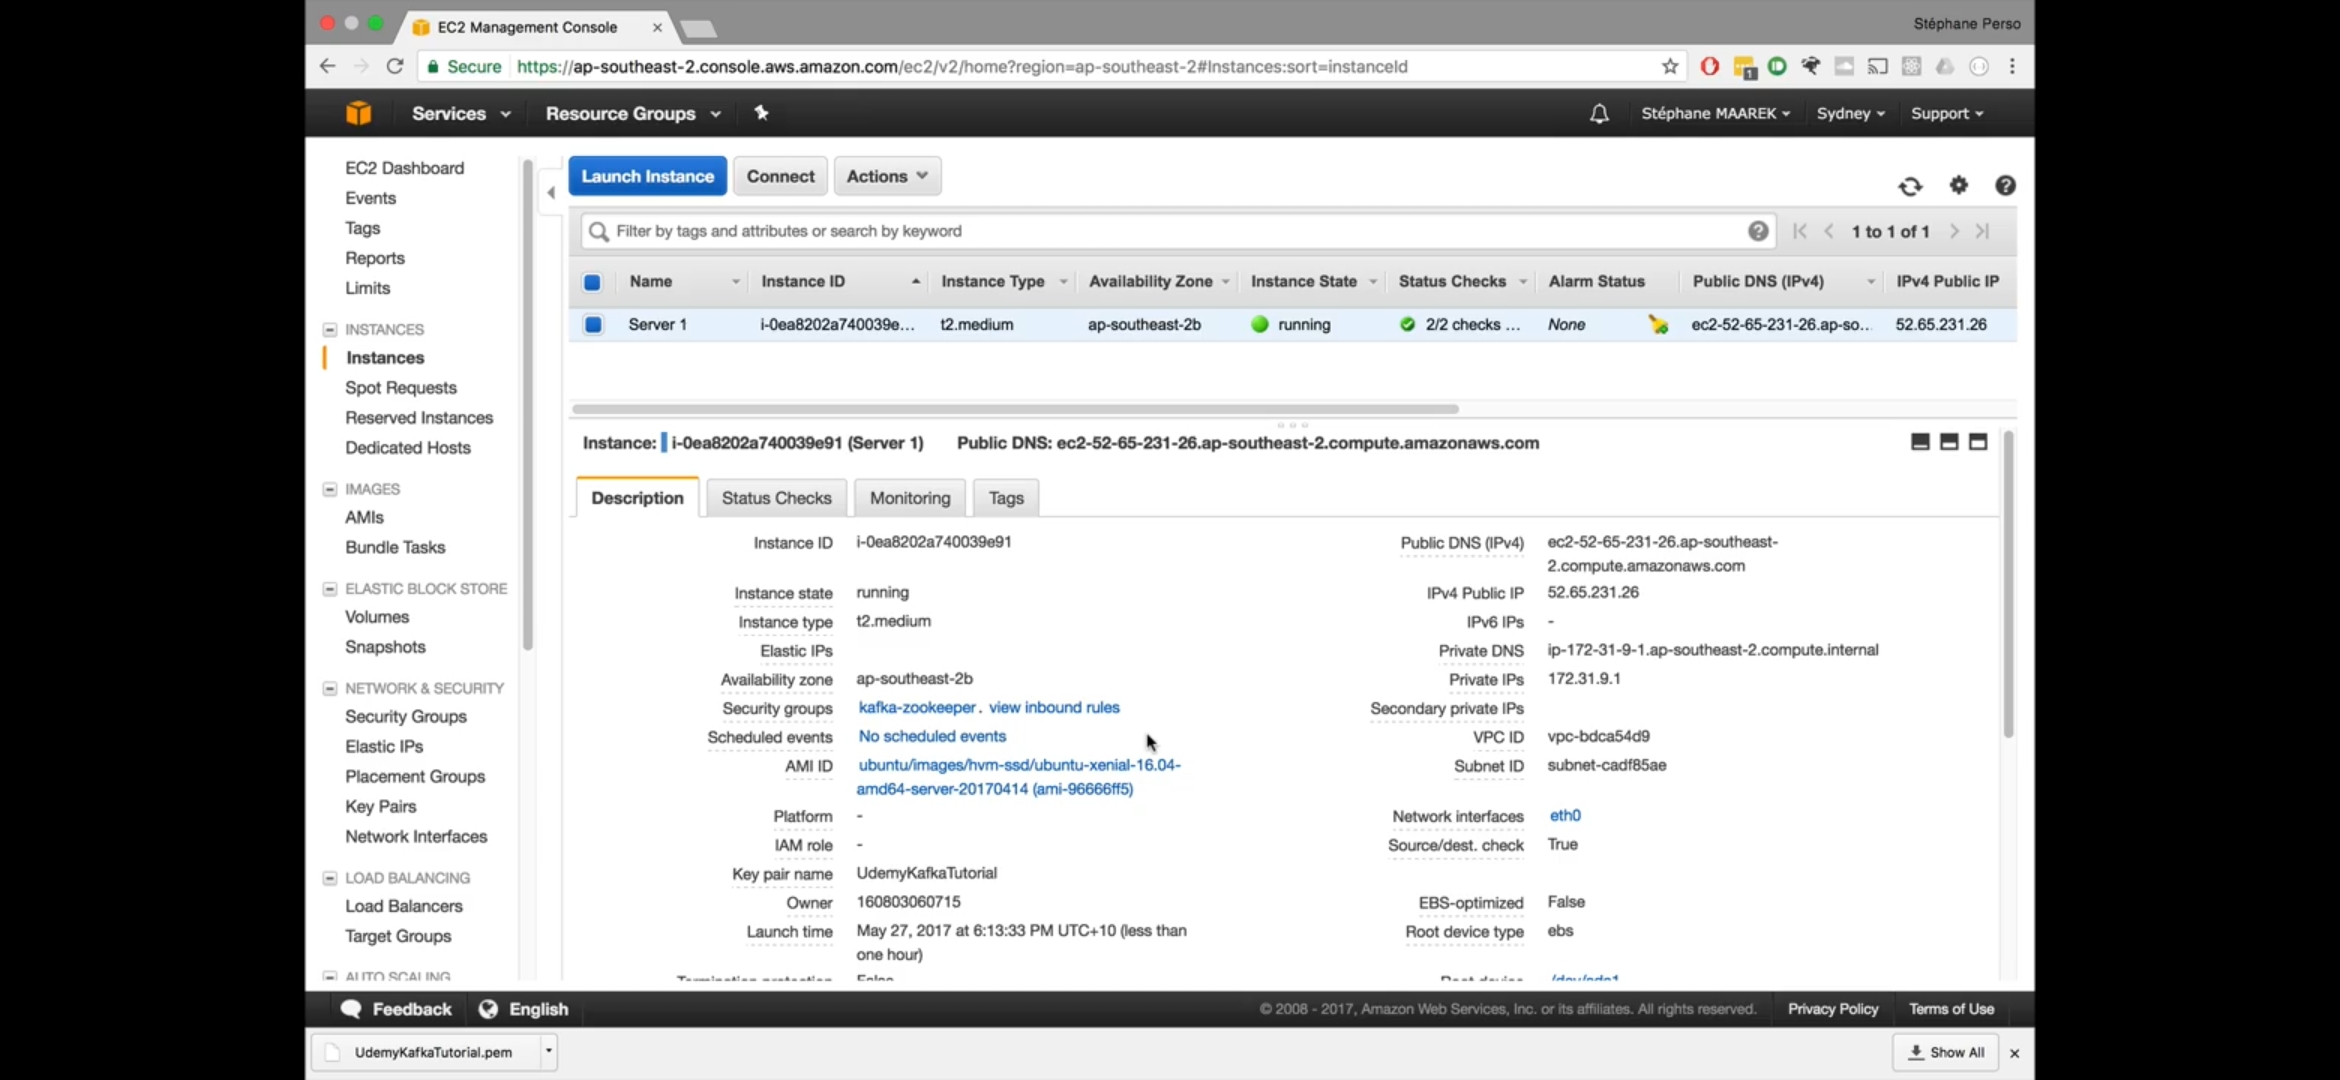 EC2 Management Console
Stéphane Perso
Secure https://ap-southeast-2.console.aws.amazon.com/ec2/v2/home?region=ap-southeast-2#Instances:sort=instanceId
1
Services Resource Groups Stéphane MAAREK Sydney Support
EC2 Dashboard
Events
Tags
Reports
Limits
INSTANCES
Instances
Spot Requests
Reserved Instances
Dedicated Hosts
IMAGES
AMIs
Bundle Tasks
ELASTIC BLOCK STORE
Volumes
Snapshots
NETWORK & SECURITY
Security Groups
Elastic IPs
Placement Groups
Key Pairs
Network Interfaces
LOAD BALANCING
Load Balancers
Target Groups
AUTO SCALING
Launch Instance Connect Actions
Filter by tags and attributes or search by keyword
1 to 1 of 1
Name Instance ID Instance Type Availability Zone Instance State Status Checks Alarm Status Public DNS (IPv4) IPv4 Public IP
Server 1 i-0ea8202a740039e... t2.medium ap-southeast-2b running 2/2 checks ... None ec2-52-65-231-26.ap-so... 52.65.231.26
Instance: i-0ea8202a740039e91 (Server 1) Public DNS: ec2-52-65-231-26.ap-southeast-2.compute.amazonaws.com
Description Status Checks Monitoring Tags
Instance ID i-0ea8202a740039e91
Instance state running
Instance type t2.medium
Elastic IPs
Availability zone ap-southeast-2b
Security groups kafka-zookeeper. view inbound rules
Scheduled events No scheduled events
AMI ID ubuntu/images/hvm-ssd/ubuntu-xenial-16.04-
amd64-server-20170414 (ami-96666ff5)
Platform -
IAM role -
Key pair name UdemyKafkaTutorial
Owner 160803060715
Launch time May 27, 2017 at 6:13:33 PM UTC+10 (less than
one hour)
Termination protection False
Public DNS (IPv4) ec2-52-65-231-26.ap-southeast-
2.compute.amazonaws.com
IPv4 Public IP 52.65.231.26
IPv6 IPs -
Private DNS ip-172-31-9-1.ap-southeast-2.compute.internal
Private IPs 172.31.9.1
Secondary private IPs
VPC ID vpc-bdca54d9
Subnet ID subnet-cadf85ae
Network interfaces eth0
Source/dest. check True
EBS-optimized False
Root device type ebs
Root device /dev/sda1
Feedback English
© 2008 - 2017, Amazon Web Services, Inc. or its affiliates. All rights reserved. Privacy Policy Terms of Use
UdemyKafkaTutorial.pem
Show All